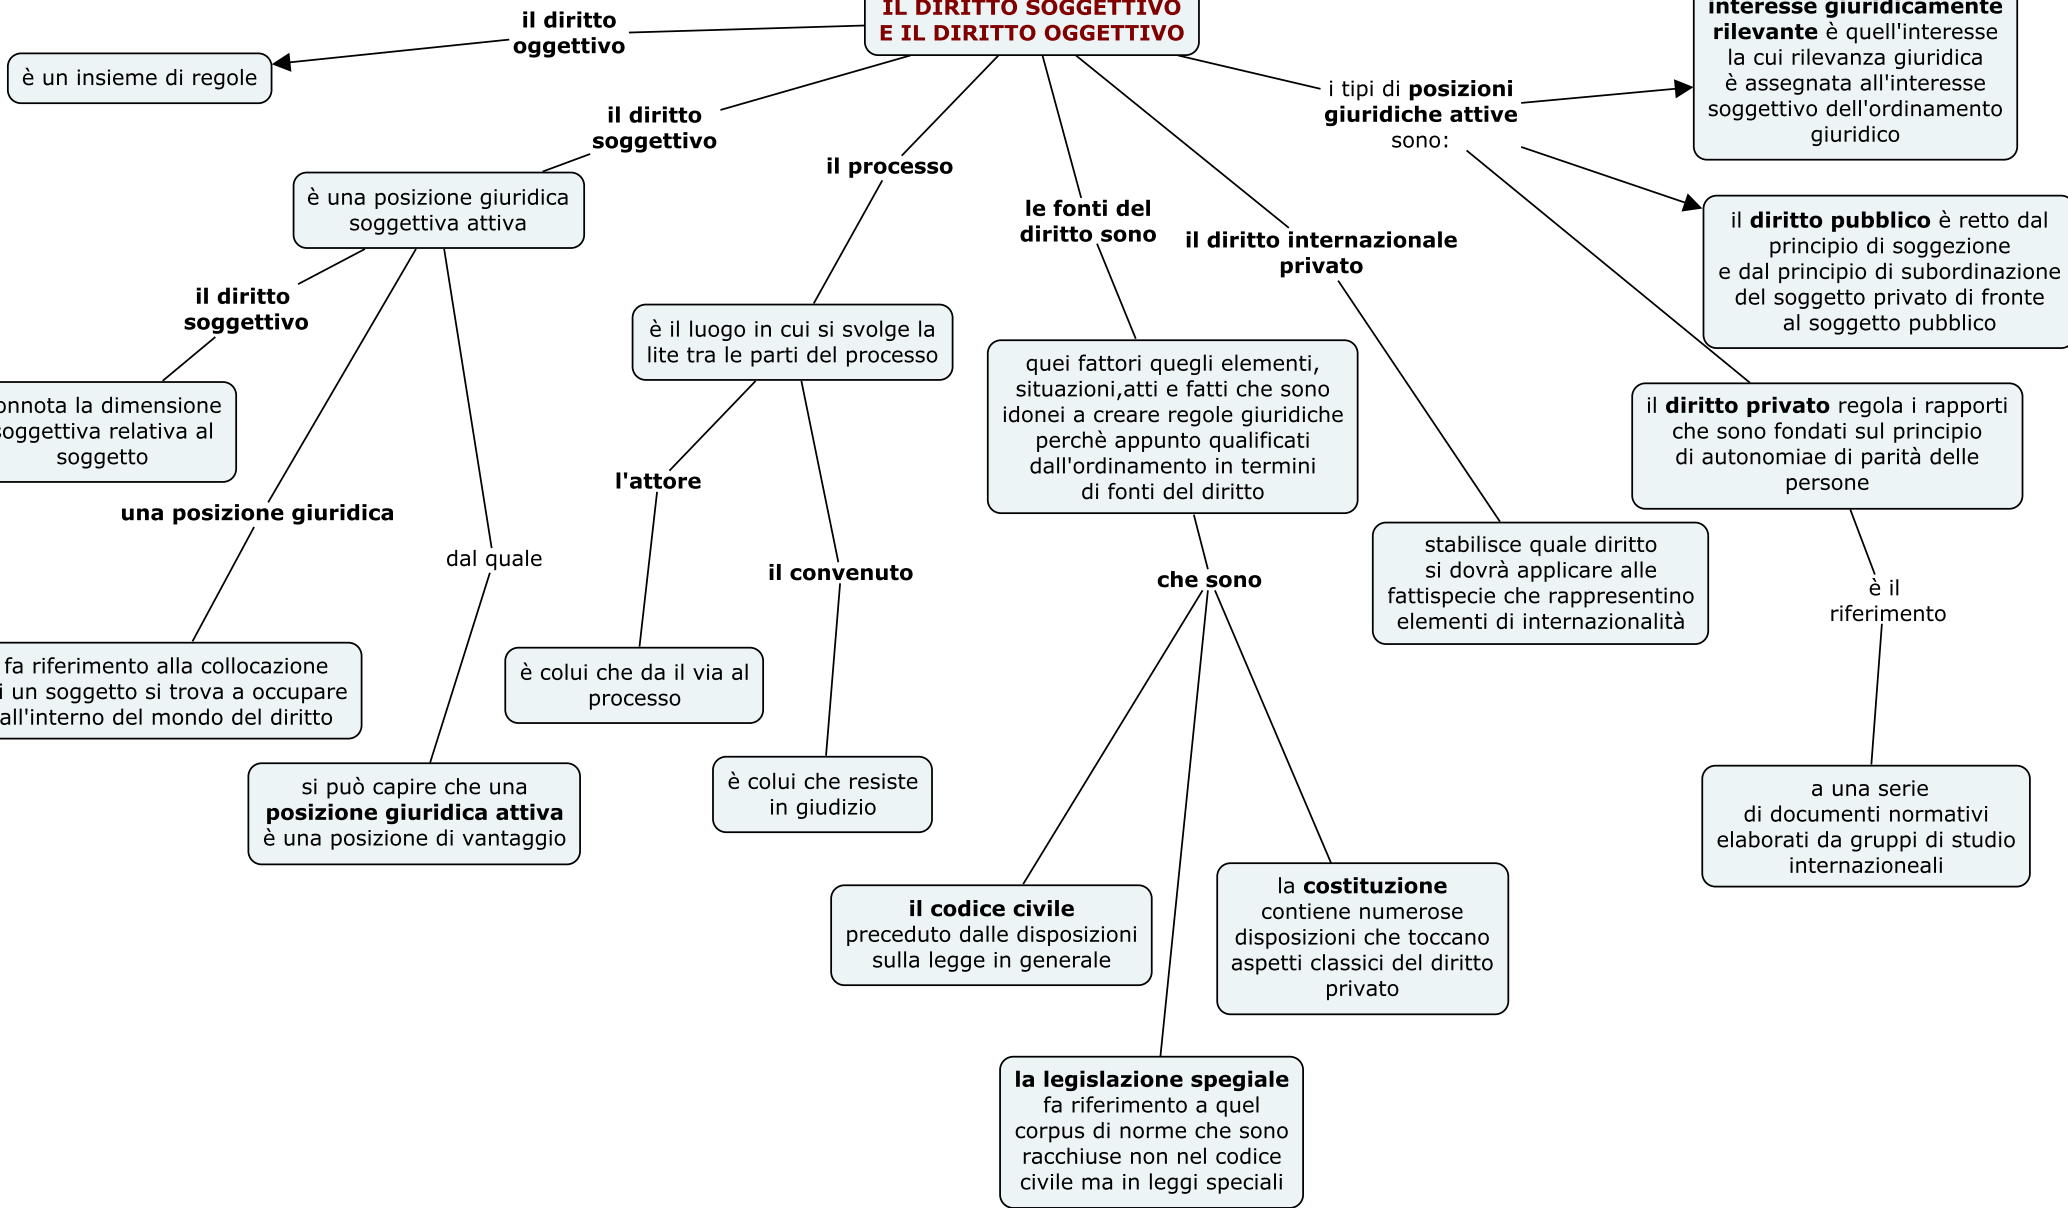 IL DIRITTO SOGGETTIVO
E IL DIRITTO OGGETTIVO
il diritto
oggettivo
è un insieme di regole
il diritto
soggettivo
è una posizione giuridica
soggettiva attiva
il diritto
soggettivo
onnota la dimensione
soggettiva relativa al
soggetto
una posizione giuridica
fa riferimento alla collocazione
i un soggetto si trova a occupare
all'interno del mondo del diritto
dal quale
si può capire che una
posizione giuridica attiva
è una posizione di vantaggio
il processo
è il luogo in cui si svolge la
lite tra le parti del processo
l'attore
è colui che da il via al
processo
il convenuto
è colui che resiste
in giudizio
le fonti del
diritto sono
quei fattori quegli elementi,
situazioni,atti e fatti che sono
idonei a creare regole giuridiche
perchè appunto qualificati
dall'ordinamento in termini
di fonti del diritto
che sono
il codice civile
preceduto dalle disposizioni
sulla legge in generale
la legislazione spegiale
fa riferimento a quel
corpus di norme che sono
racchiuse non nel codice
civile ma in leggi speciali
la costituzione
contiene numerose
disposizioni che toccano
aspetti classici del diritto
privato
il diritto internazionale
privato
stabilisce quale diritto
si dovrà applicare alle
fattispecie che rappresentino
elementi di internazionalità
i tipi di posizioni
giuridiche attive
sono:
interesse giuridicamente
rilevante è quell'interesse
la cui rilevanza giuridica
è assegnata all'interesse
soggettivo dell'ordinamento
giuridico
il diritto pubblico è retto dal
principio di soggezione
e dal principio di subordinazione
del soggetto privato di fronte
al soggetto pubblico
il diritto privato regola i rapporti
che sono fondati sul principio
di autonomiae di parità delle
persone
è il
riferimento
a una serie
di documenti normativi
elaborati da gruppi di studio
internazioneali